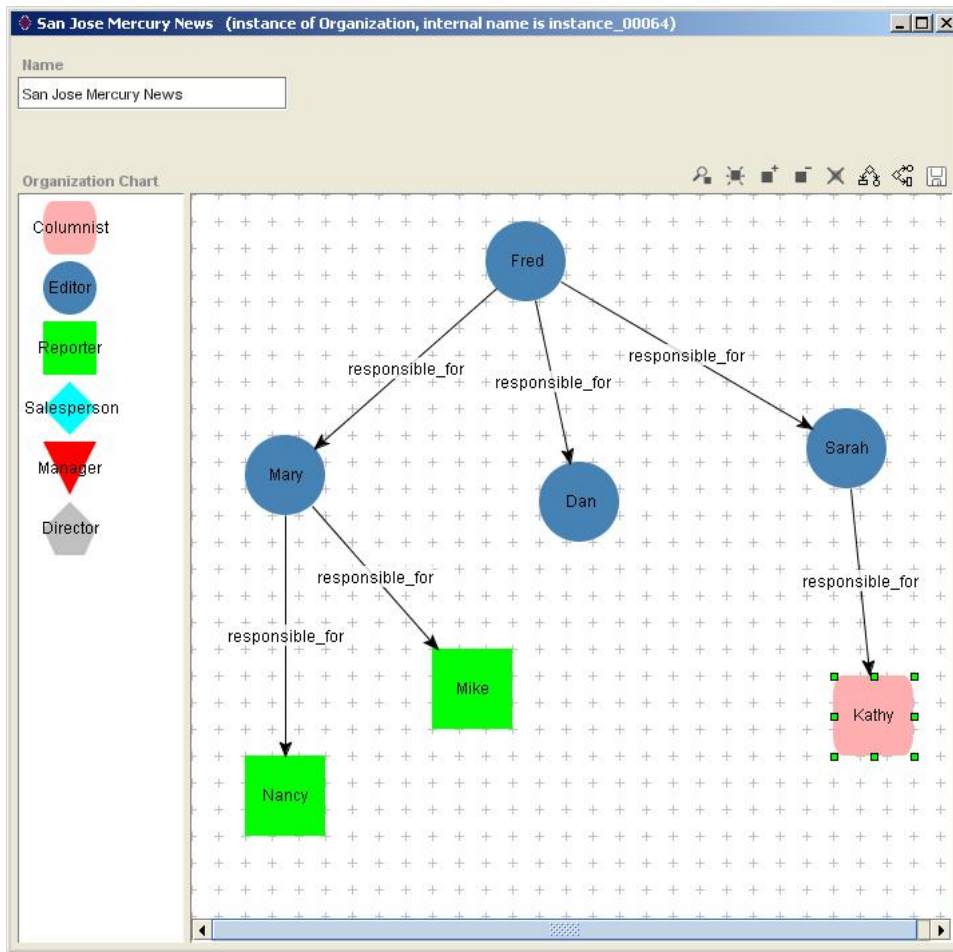 San Jose Mercury News (instance of Organization, internal name is instance_00064)
Name
San Jose Mercury News
Organization Chart
Columnist
Editor
Reporter
Salesperson
Manager
Director
Fred
responsible_for
responsible_for
responsible_for
Mary
Dan
Sarah
responsible_for
responsible_for
responsible_for
Mike
Kathy
Nancy